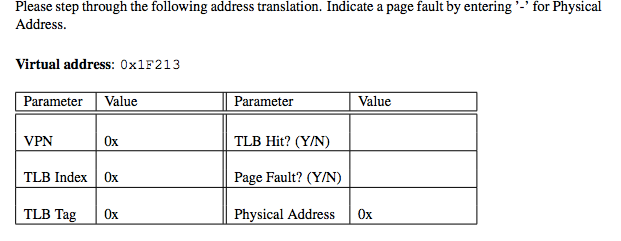 Please step through the following address translation. Indicate a page fault by entering '-' for Physical
Address.
Virtual address: 0x1F213
Parameter Value Parameter Value
VPN 0x TLB Hit? (Y/N)
TLB Index 0x Page Fault? (Y/N)
TLB Tag 0x Physical Address 0x